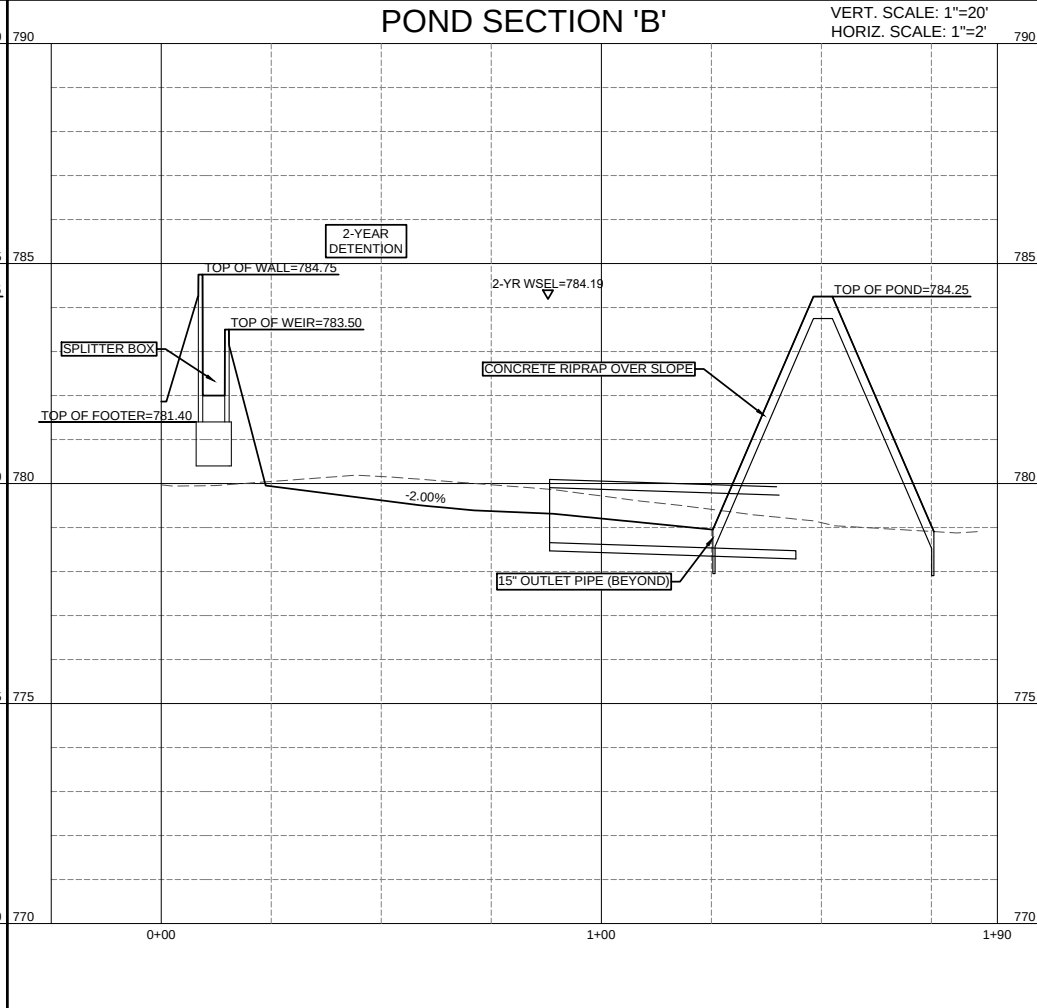 POND SECTION 'B'
VERT. SCALE: 1"=20'
HORIZ. SCALE: 1"=2'
790
790
2-YEAR
DETENTION
785
785
TOP OF WALL=784.75
2-YR WSEL=784.19
TOP OF POND=784.25
TOP OF WEIR=783.50
SPLITTER BOX
CONCRETE RIPRAP OVER SLOPE
TOP OF FOOTER=781.40
780
780
-2.00%
15" OUTLET PIPE (BEYOND)
775
775
770
770
0+00
1+00
1+90